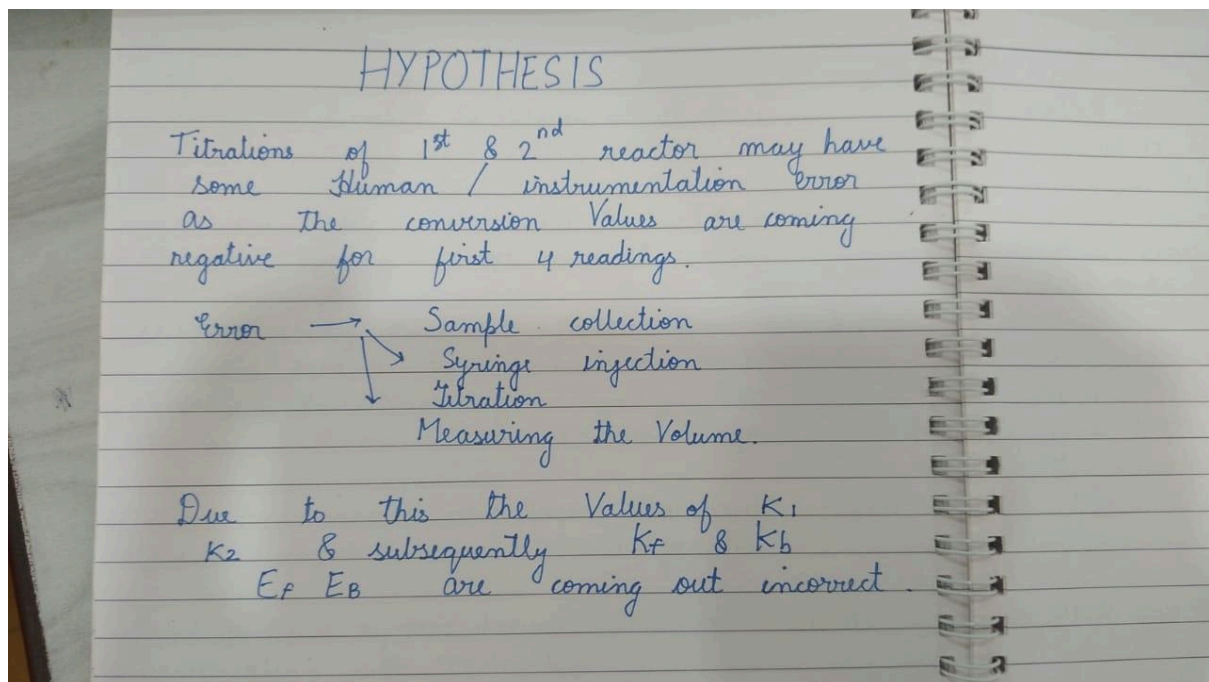 HYPOTHESIS
Titrations of 1st & 2nd reactor may have
some Human / instrumentation error
as The conversion Values are coming
negative for first 4 readings.
Error → Sample collection
Syringe injection
Titration
Measuring the Volume.
Due to this the Values of K1
K2 & subsequently Kf & Kb
Ef EB are coming out incorrect.